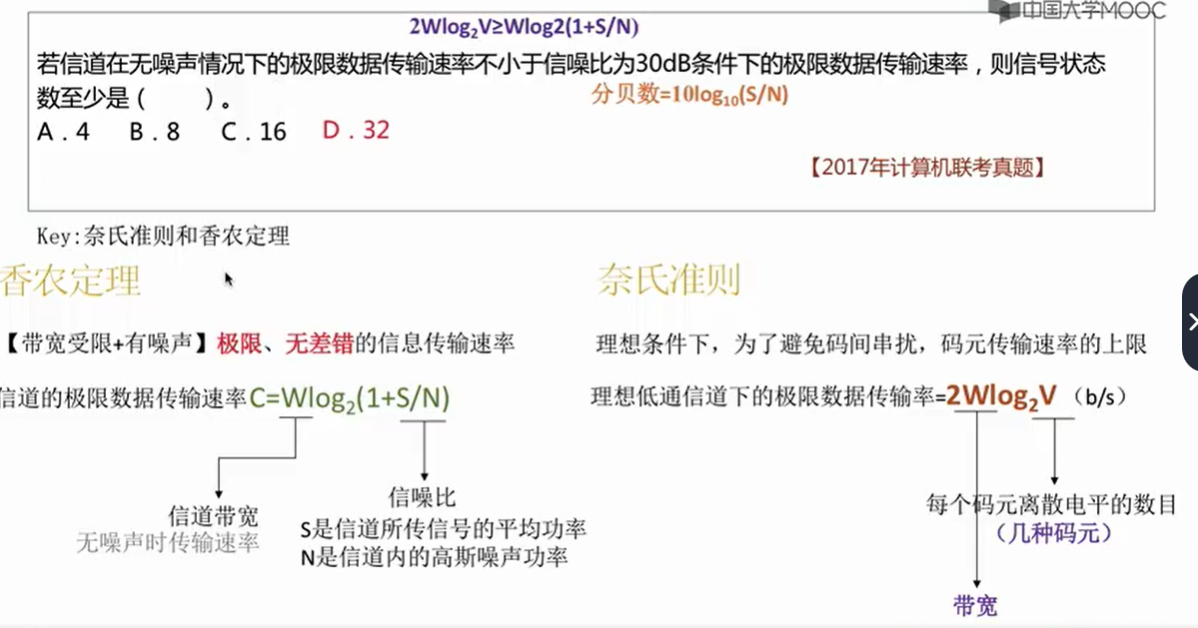 中国大学MOOC
2Wlog₂V≥Wlog2(1+S/N)
若信道在无噪声情况下的极限数据传输速率不小于信噪比为30dB条件下的极限数据传输速率，则信号状态
数至少是（ ）。
分贝数=10log₁₀(S/N)
A．4 B．8 C．16 D．32
【2017年计算机联考真题】
Key:奈氏准则和香农定理
香农定理
【带宽受限+有噪声】极限、无差错的信息传输速率
信道的极限数据传输速率C=Wlog₂(1+S/N)
信道带宽
无噪声时传输速率
信噪比
S是信道所传信号的平均功率
N是信道内的高斯噪声功率
奈氏准则
理想条件下，为了避免码间串扰，码元传输速率的上限
理想低通信道下的极限数据传输率=2Wlog₂V（b/s）
每个码元离散电平的数目
（几种码元）
带宽